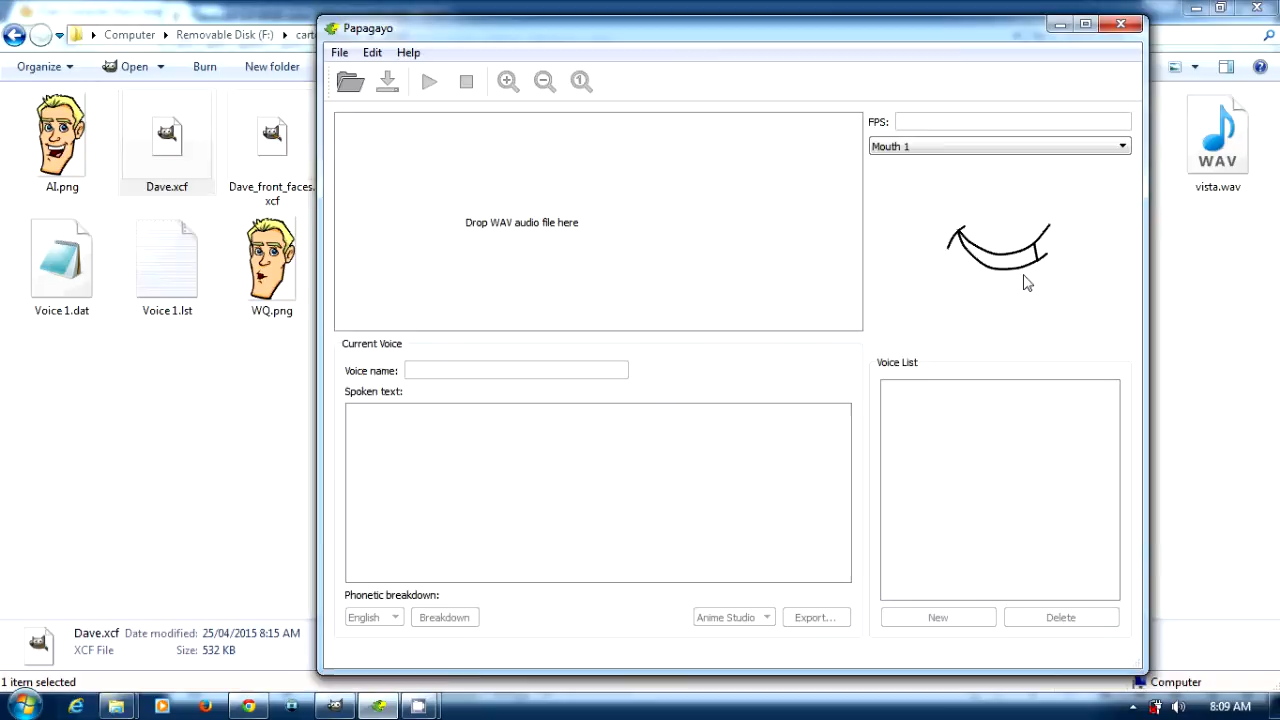 Papagayo
Computer
Removable Disk (F:)
File
Edit
Help
Organize
Open
Burn
New folder
FPS:
Mouth 1
Drop WAV audio file here
WAV
AI.png
Dave.xcf
Dave_front_faces.
xcf
vista.wav
Voice 1.dat
Voice 1.lst
WQ.png
Current Voice
Voice name:
Spoken text:
Voice List
Phonetic breakdown:
English
Breakdown
Anime Studio
Export...
New
Delete
Dave.xcf
Date modified: 25/04/2015 8:15 AM
XCF File
Size: 532 KB
1 item selected
Computer
8:09 AM